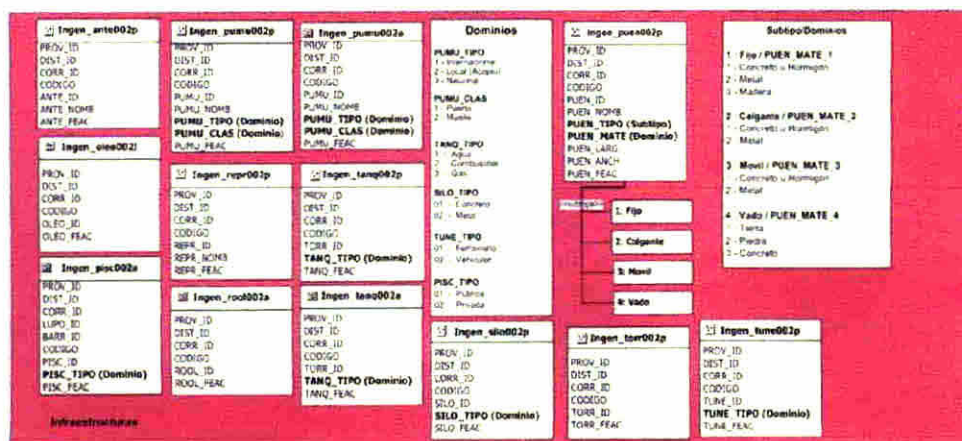 Ingen_ante002p
PROV_ID
DIST_ID
CORR_ID
CODIGO
ANTE_ID
ANTE_NOMB
ANTE_FEAC
Ingen_pumu002p
PROV_ID
DIST_ID
CORR_ID
CODIGO
PUMU_ID
PUMU_NOMB
PUMU_TIPO (Dominio)
PUMU_CLAS (Dominio)
PUMU_FEAC
Ingen_pumu002a
PROV_ID
DIST_ID
CORR_ID
CODIGO
PUMU_ID
PUMU_NOMB
PUMU_TIPO (Dominio)
PUMU_CLAS (Dominio)
PUMU_FEAC
Dominios
PUMU_TIPO
2 - Local
PUMU_CLAS
1 - Puerto
2 - Muelle
TANQ_TIPO
1 - Agua
2 - Combustible
3 - Gas
SILO_TIPO
01 - Concreto
02 - Metal
TUNE_TIPO
02 - Vehicular
PISC_TIPO
01 - Publica
02 - Privada
Ingen_puen002p
PROV_ID
DIST_ID
CORR_ID
CODIGO
PUEN_ID
PUEN_NOMB
PUEN_TIPO (Subtipo)
PUEN_MATE (Dominio)
PUEN_LARG
PUEN_ANCH
PUEN_FEAC
1: Fijo
2: Colgante
3: Movil
4: Vado
Subtipo/Dominios
1 - Fijo / PUEN_MATE_1
1 - Concreto u Hormigon
2 - Metal
3 - Madera
2 Colgante / PUEN_MATE_2
1 - Concreto u Hormigon
2 - Metal
3 - Movil / PUEN_MATE_3
1 - Concreto u Hormigon
2 - Metal
4 Vado / PUEN_MATE_4
1 - Tierra
2 - Piedra
3 - Concreto
Ingen_oleo002l
PROV_ID
DIST_ID
CORR_ID
CODIGO
OLEO_ID
OLEO_FEAC
Ingen_repr002p
PROV_ID
DIST_ID
CORR_ID
CODIGO
REPR_ID
REPR_NOMB
REPR_FEAC
Ingen_tanq002p
PROV_ID
DIST_ID
CORR_ID
CODIGO
TORR_ID
TANQ_TIPO (Dominio)
TANQ_FEAC
Ingen_pisc002a
PROV_ID
DIST_ID
CORR_ID
LUPO_ID
BARR_ID
CODIGO
PISC_ID
PISC_TIPO (Dominio)
PISC_FEAC
Ingen_rool002a
PROV_ID
DIST_ID
CORR_ID
CODIGO
ROOL_ID
ROOL_FEAC
Ingen_tanq002a
PROV_ID
DIST_ID
CORR_ID
CODIGO
TORR_ID
TANQ_TIPO (Dominio)
TANQ_FEAC
Ingen_silo002p
PROV_ID
DIST_ID
CORR_ID
CODIGO
SILO_ID
SILO_TIPO (Dominio)
SILO_FEAC
Ingen_torr002p
PROV_ID
DIST_ID
CORR_ID
CODIGO
TORR_ID
TORR_FEAC
Ingen_tune002p
PROV_ID
DIST_ID
CORR_ID
CODIGO
TUNE_ID
TUNE_TIPO (Dominio)
TUNE_FEAC
Infraestructuras